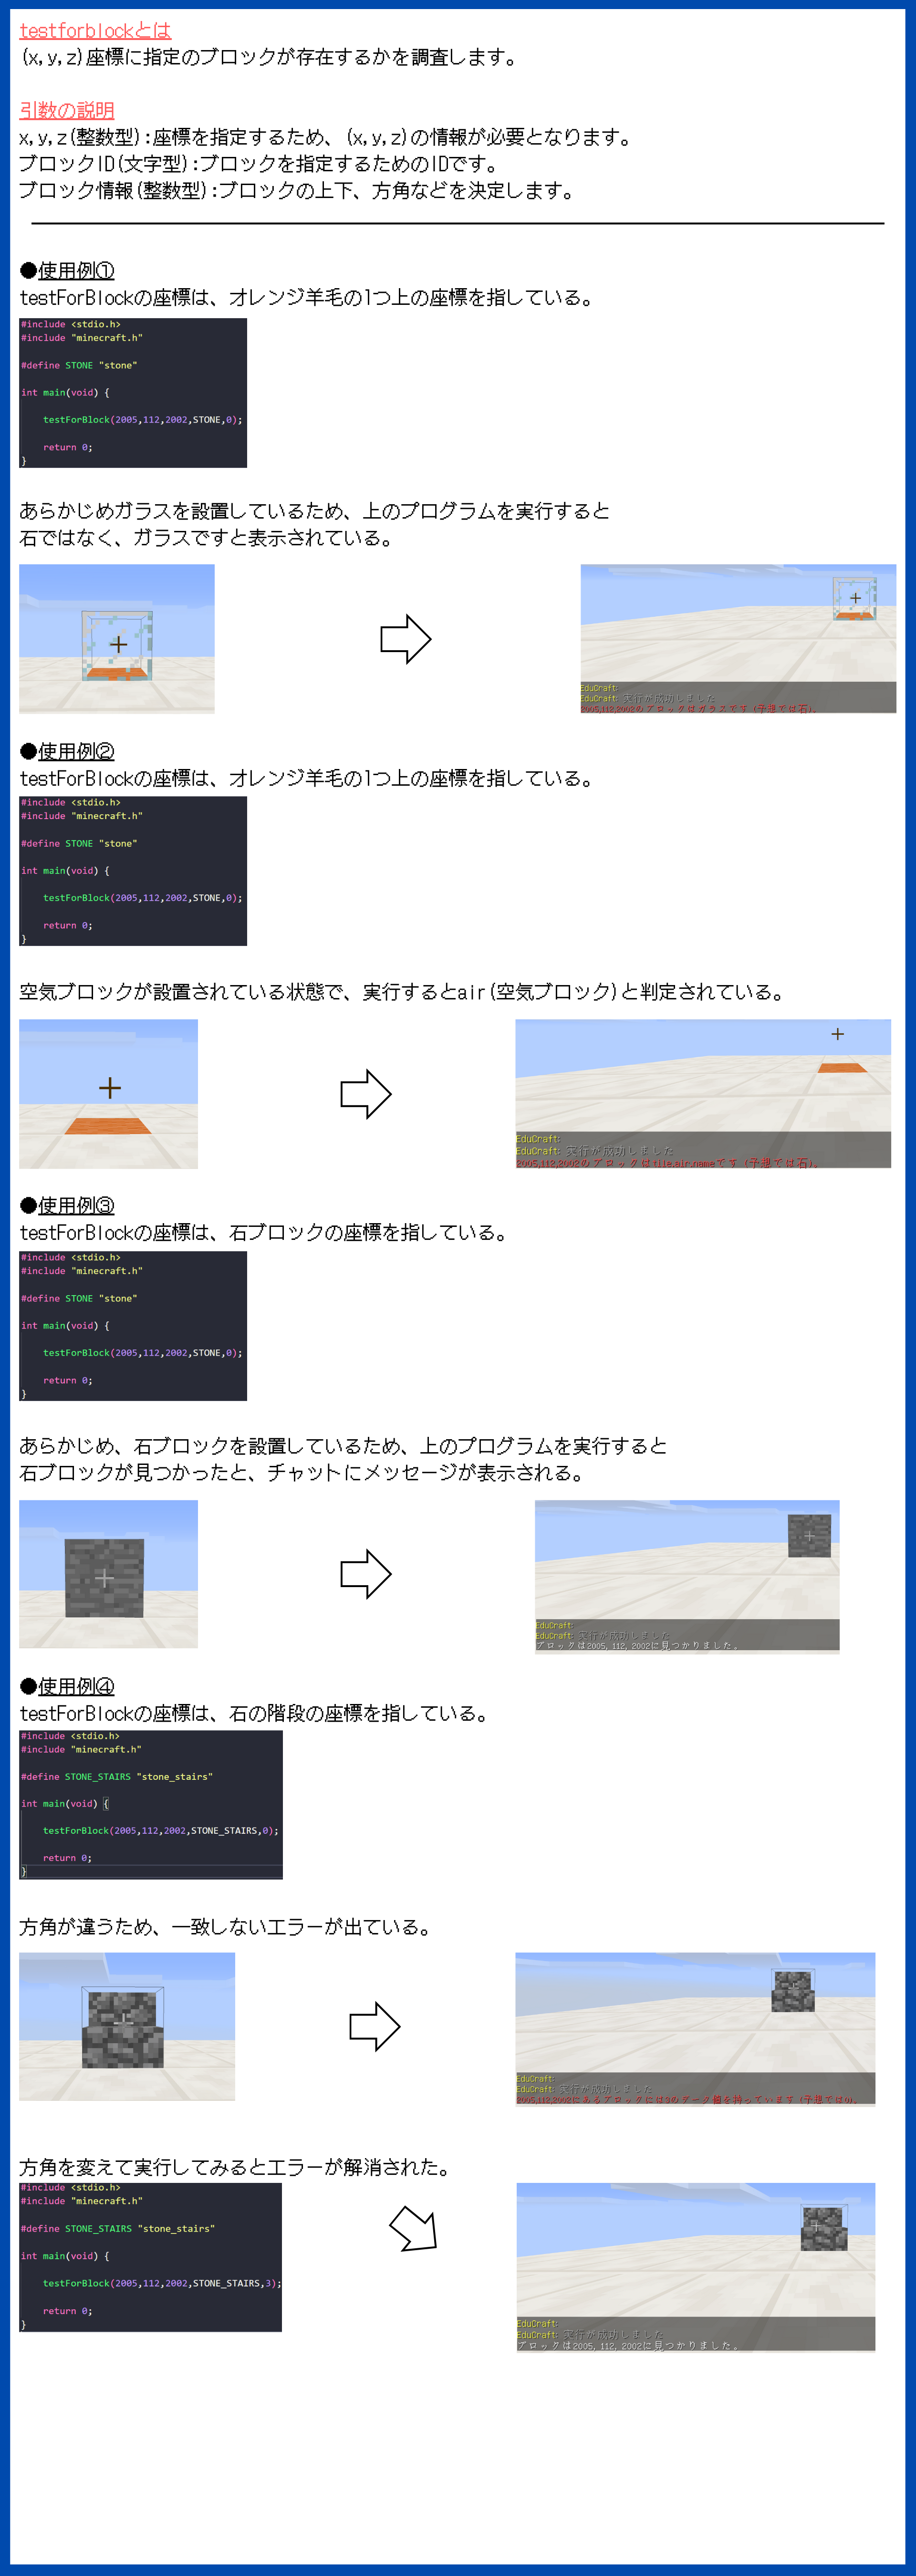 testforblockとは
(x,y,z)座標に指定のブロックが存在するかを調査します。
引数の説明
x,y,z(整数型):座標を指定するため、(x,y,z)の情報が必要となります。
ブロックID(文字型):ブロックを指定するためのIDです。
ブロック情報(整数型):ブロックの上下、方角などを決定します。
●使用例①
testForBlockの座標は、オレンジ羊毛の1つ上の座標を指している。
#include <stdio.h>
#include "minecraft.h"
#define STONE "stone"
int main(void) {
testForBlock(2005,112,2002,STONE,0);
return 0;
}
あらかじめガラスを設置しているため、上のプログラムを実行すると
石ではなく、ガラスですと表示されている。
EduCraft:
EduCraft: 実行が成功しました
2005,112,2002のブロックはガラスです (予想では石)。
●使用例②
testForBlockの座標は、オレンジ羊毛の1つ上の座標を指している。
#include <stdio.h>
#include "minecraft.h"
#define STONE "stone"
int main(void) {
testForBlock(2005,112,2002,STONE,0);
return 0;
}
空気ブロックが設置されている状態で、実行するとair(空気ブロック)と判定されている。
EduCraft:
EduCraft: 実行が成功しました
2005,112,2002のブロックはtile.air.nameです (予想では石)。
●使用例③
testForBlockの座標は、石ブロックの座標を指している。
#include <stdio.h>
#include "minecraft.h"
#define STONE "stone"
int main(void) {
testForBlock(2005,112,2002,STONE,0);
return 0;
}
あらかじめ、石ブロックを設置しているため、上のプログラムを実行すると
石ブロックが見つかったと、チャットにメッセージが表示される。
EduCraft:
EduCraft: 実行が成功しました
ブロックは2005, 112, 2002に見つかりました。
●使用例④
testForBlockの座標は、石の階段の座標を指している。
#include <stdio.h>
#include "minecraft.h"
#define STONE_STAIRS "stone_stairs"
int main(void) {
testForBlock(2005,112,2002,STONE_STAIRS,0);
return 0;
}
方角が違うため、一致しないエラーが出ている。
EduCraft:
EduCraft: 実行が成功しました
2005,112,2002にあるブロックには3のデータ値を持っています (予想では0)。
方角を変えて実行してみるとエラーが解消された。
#include <stdio.h>
#include "minecraft.h"
#define STONE_STAIRS "stone_stairs"
int main(void) {
testForBlock(2005,112,2002,STONE_STAIRS,3);
return 0;
}
EduCraft:
EduCraft: 実行が成功しました
ブロックは2005, 112, 2002に見つかりました。